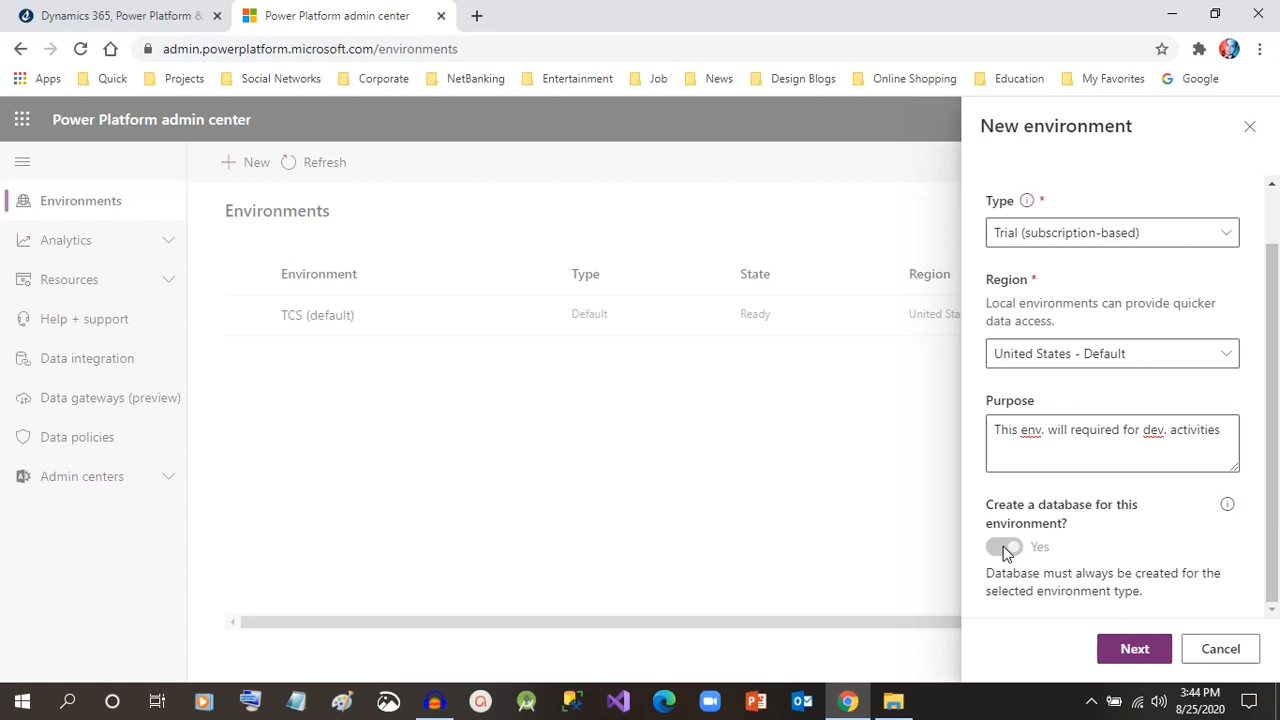 Dynamics 365, Power Platform &
Power Platform admin center
admin.powerplatform.microsoft.com/environments
Apps
Quick
Projects
Social Networks
Corporate
NetBanking
Entertainment
Job
News
Design Blogs
Online Shopping
Education
My Favorites
Google
Power Platform admin center
New environment
New
Refresh
Environments
Analytics
Resources
Help + support
Data integration
Data gateways (preview)
Data policies
Admin centers
Environments
Environment
Type
State
Region
TCS (default)
Default
Ready
United Sta
Type *
Trial (subscription-based)
Region *
Local environments can provide quicker
data access.
United States - Default
Purpose
This env. will required for dev. activities
Create a database for this
environment?
Yes
Database must always be created for the
selected environment type.
Next
Cancel
3:44 PM
8/25/2020